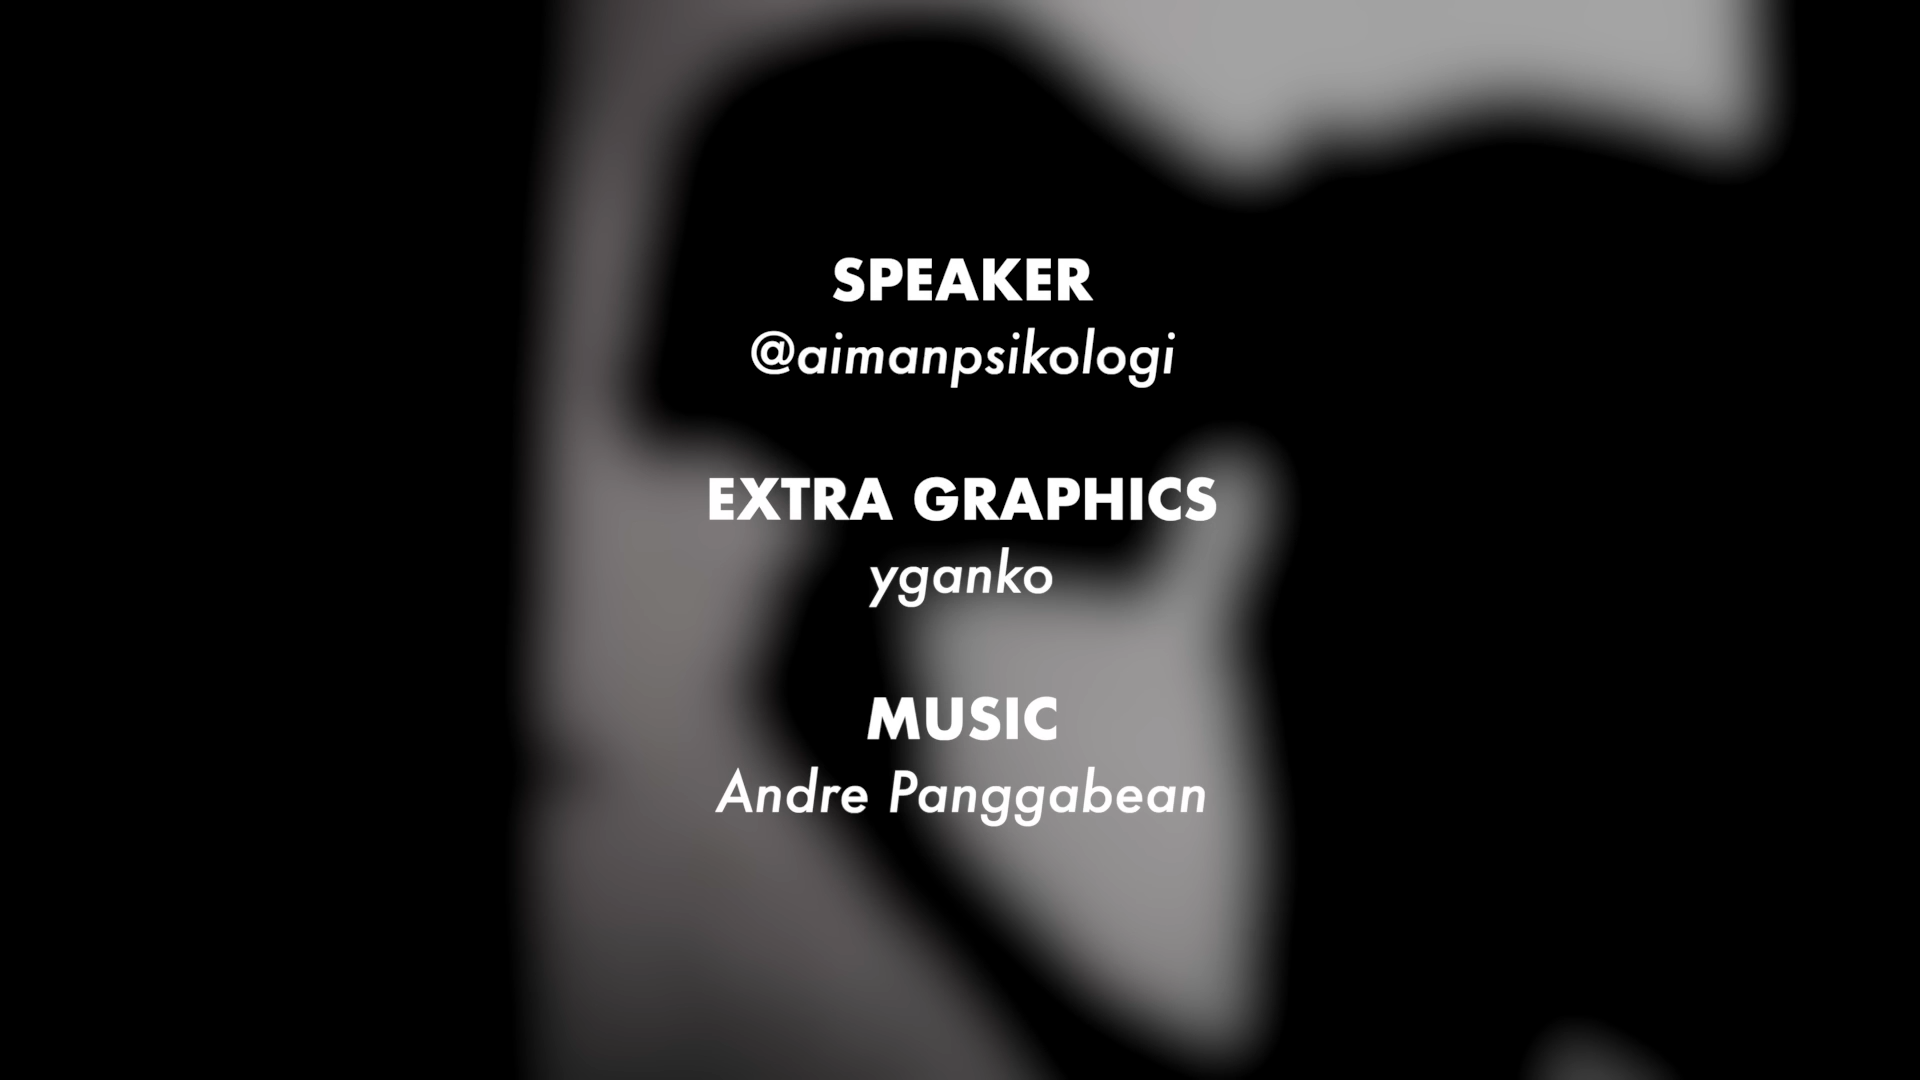 SPEAKER
@aimanpsikologi
EXTRA GRAPHICS
yganko
MUSIC
Andre Panggabean